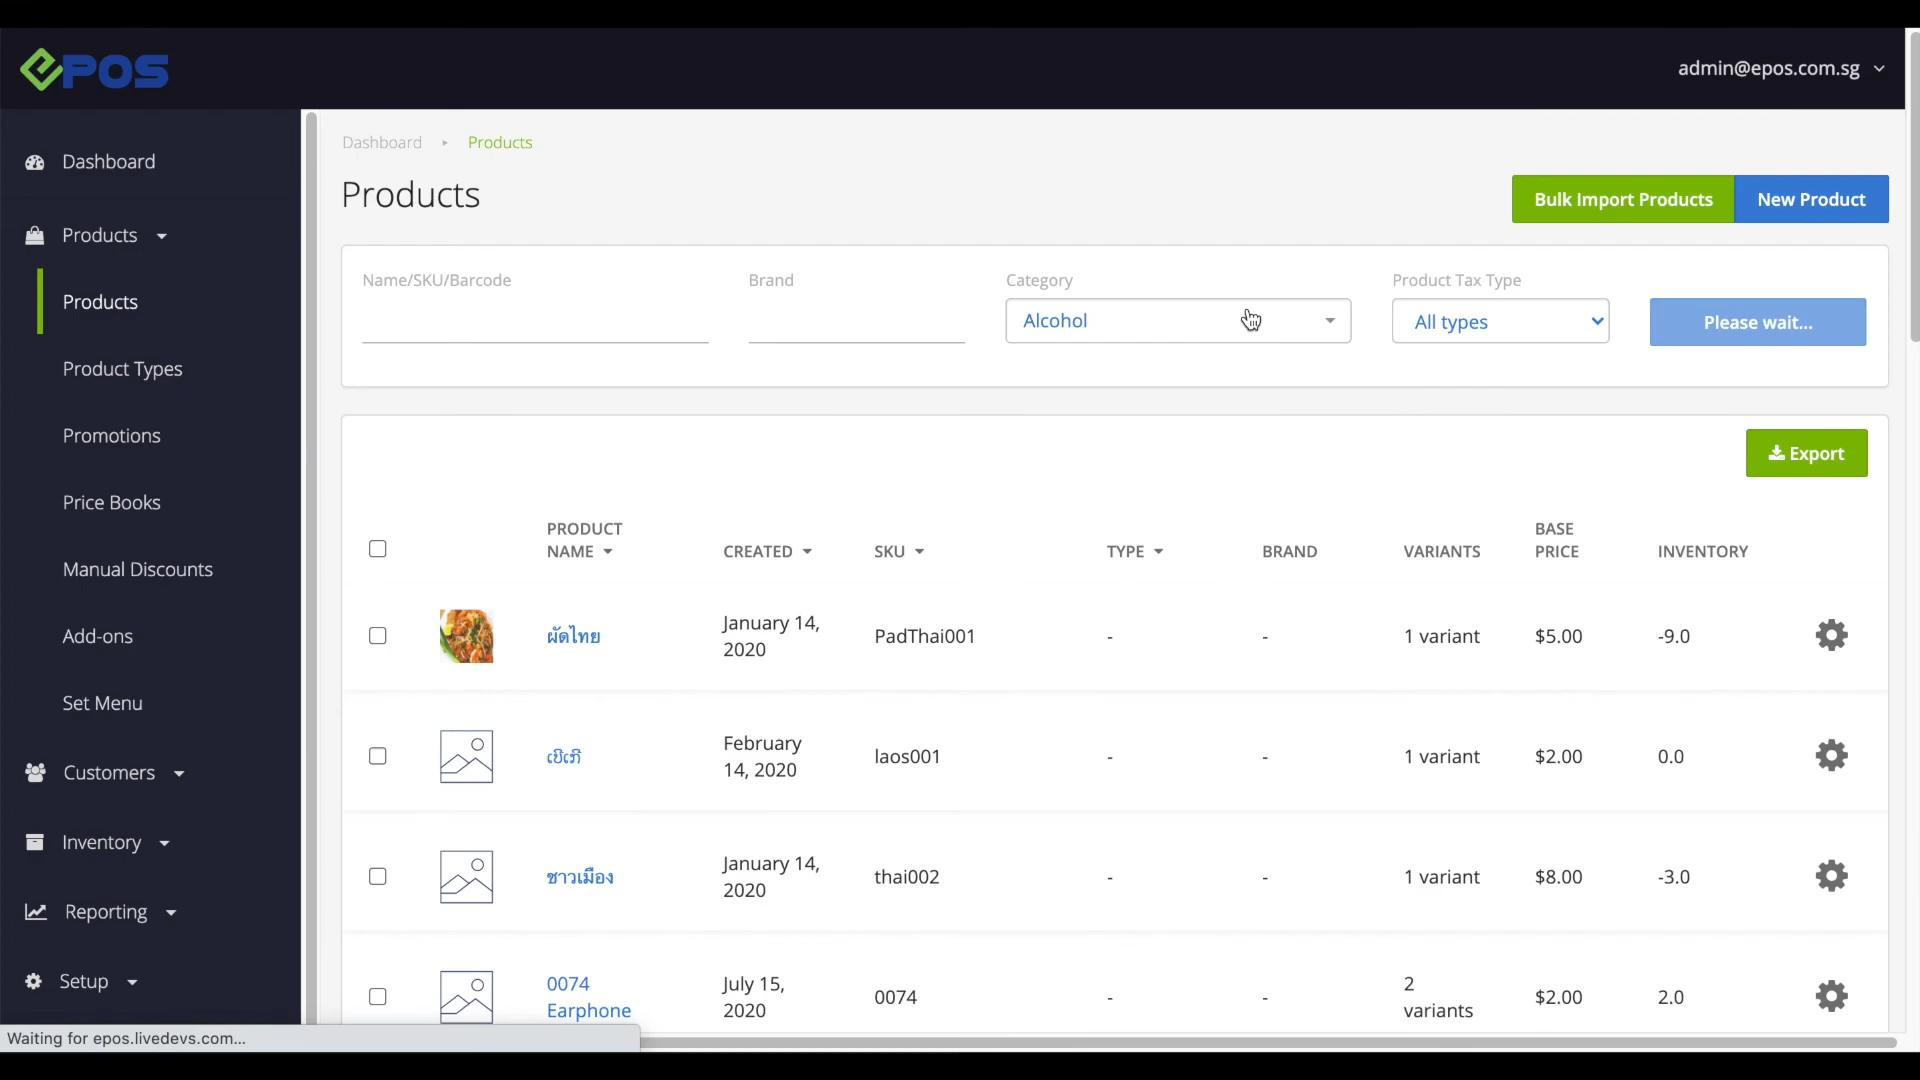 ePOS
admin@epos.com.sg
Dashboard
Products
Products
Product Types
Promotions
Price Books
Manual Discounts
Add-ons
Set Menu
Customers
Inventory
Reporting
Setup
Dashboard
Products
Products
Bulk Import Products
New Product
Name/SKU/Barcode
Brand
Category
Product Tax Type
Alcohol
All types
Please wait...
Export
PRODUCT
NAME
CREATED
SKU
TYPE
BRAND
VARIANTS
BASE
PRICE
INVENTORY
ผัดไทย
January 14,
2020
PadThai001
-
-
1 variant
$5.00
-9.0
ເບີເກີ
February
14, 2020
laos001
-
-
1 variant
$2.00
0.0
ชาวเมือง
January 14,
2020
thai002
-
-
1 variant
$8.00
-3.0
0074
Earphone
July 15,
2020
0074
-
-
2
variants
$2.00
2.0
Waiting for epos.livedevs.com...